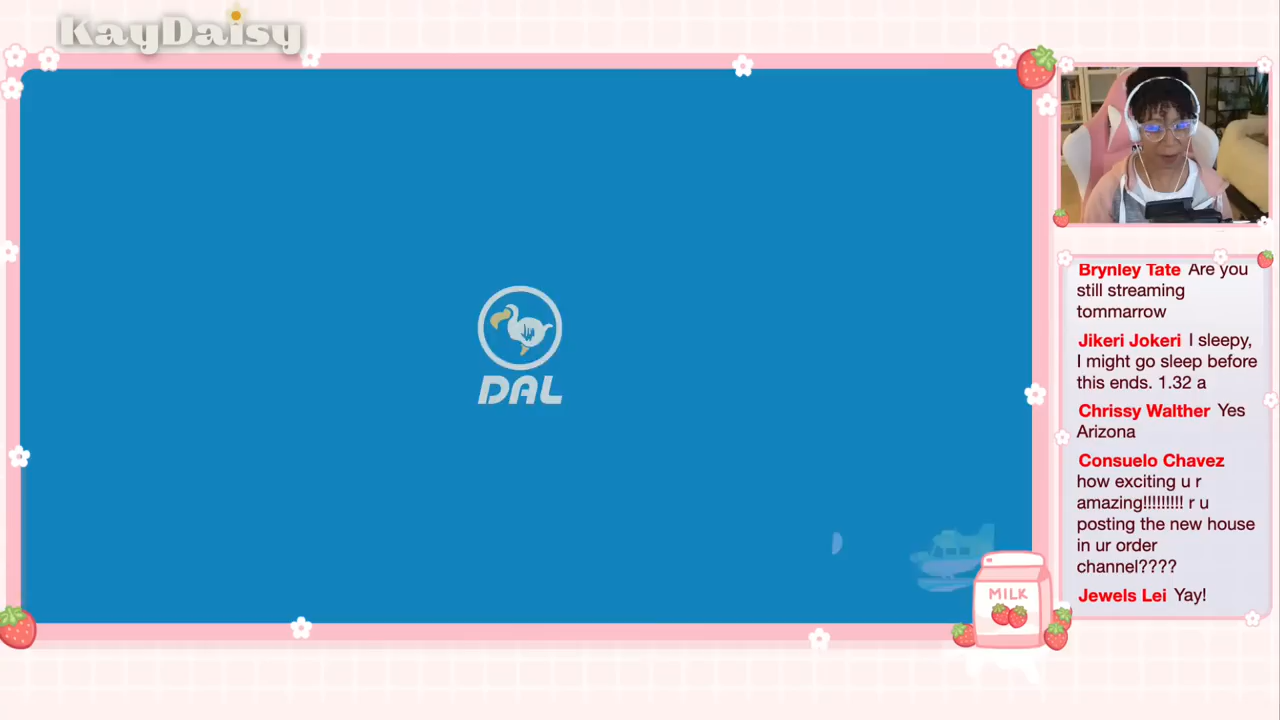 KayDaisy
DAL
MILK
Brynley Tate Are you
still streaming
tommarrow
Jikeri Jokeri I sleepy,
I might go sleep before
this ends. 1.32 a
Chrissy Walther Yes
Arizona
Consuelo Chavez
how exciting u r
amazing!!!!!!!!! r u
posting the new house
in ur order
channel????
Jewels Lei Yay!